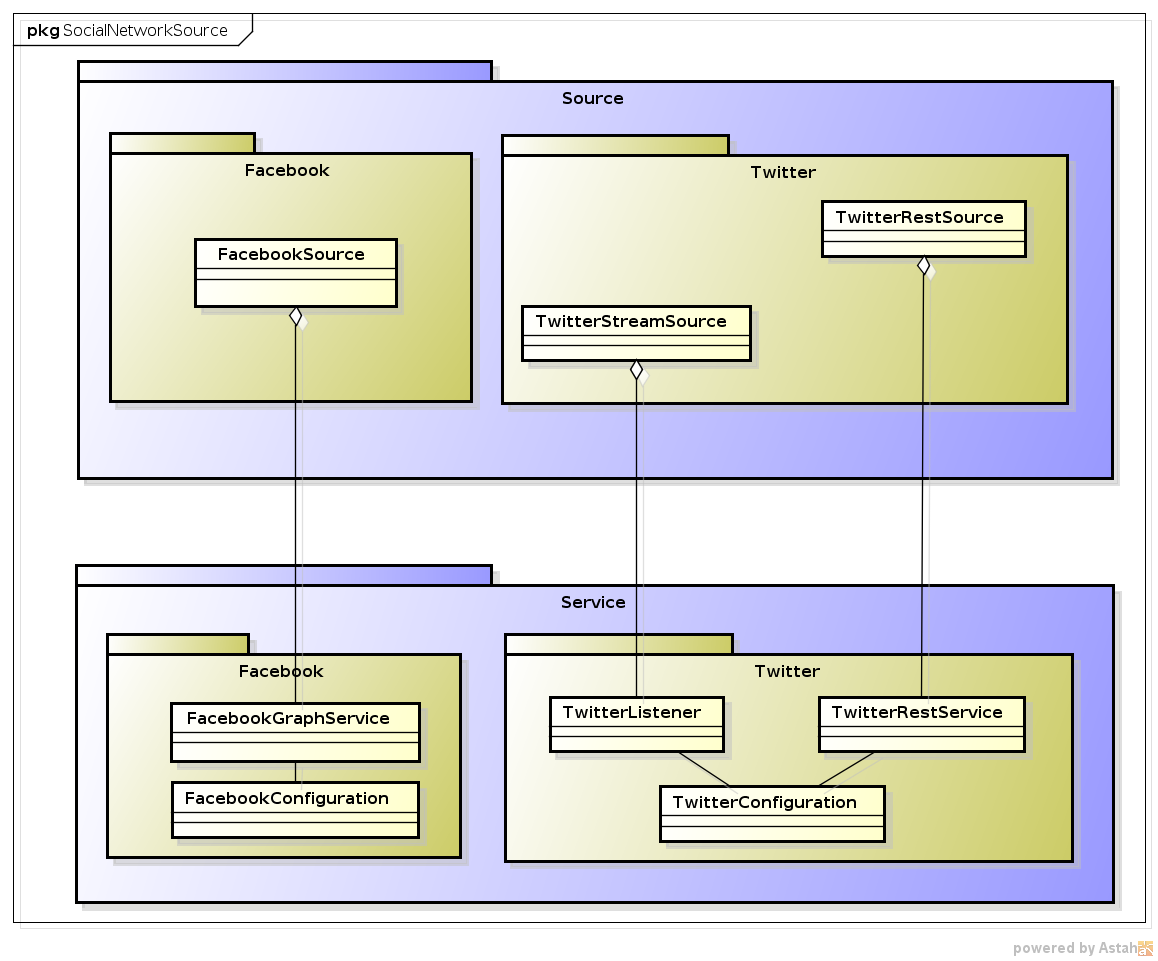 pkg SocialNetworkSource
Source
Facebook
Twitter
TwitterRestSource
FacebookSource
TwitterStreamSource
Service
Facebook
Twitter
FacebookGraphService
TwitterListener
TwitterRestService
FacebookConfiguration
TwitterConfiguration
powered by Astah